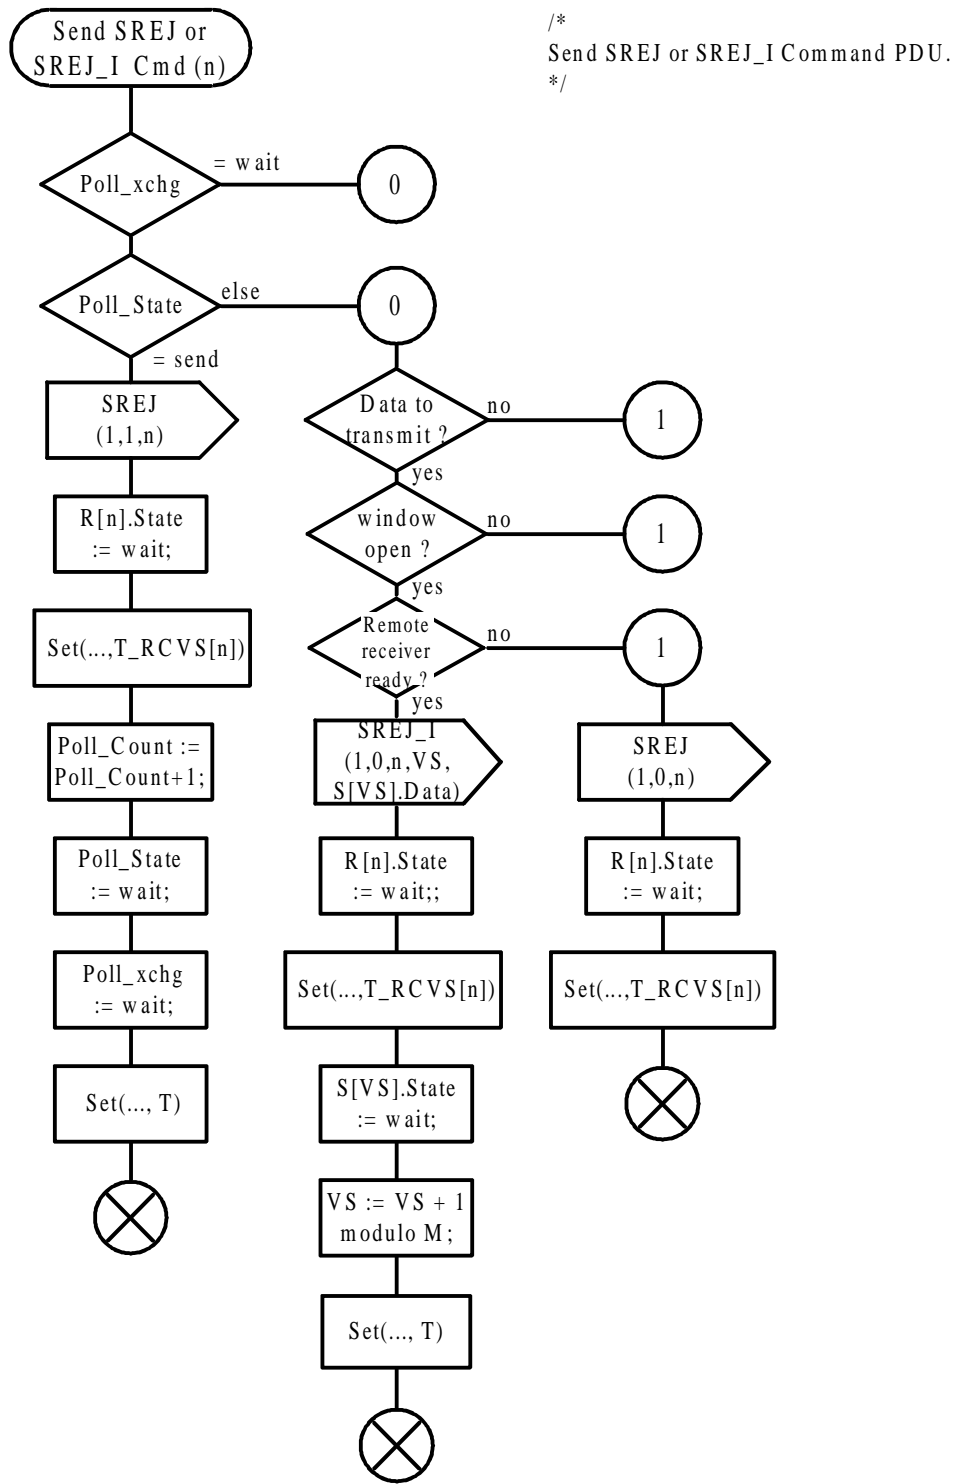 Send SREJ or
SREJ_I Cmd (n)
/*
Send SREJ or SREJ_I Command PDU.
*/
Poll_xchg
= wait
0
Poll_State
else
0
= send
SREJ
(1,1,n)
R[n].State
:= wait;
Set(...,T_RCVS[n])
Poll_Count :=
Poll_Count+1;
Poll_State
:= wait;
Poll_xchg
:= wait;
Set(..., T)
Data to
transmit ?
no
1
yes
window
open ?
no
1
yes
Remote
receiver
ready ?
no
1
yes
SREJ_I
(1,0,n,VS,
S[VS].Data)
R[n].State
:= wait;;
Set(...,T_RCVS[n])
S[VS].State
:= wait;
VS := VS + 1
modulo M;
Set(..., T)
SREJ
(1,0,n)
R[n].State
:= wait;
Set(...,T_RCVS[n])